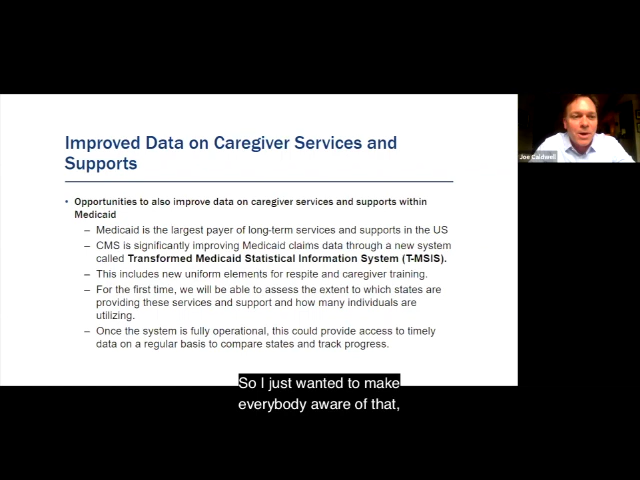 Improved Data on Caregiver Services and
Supports
• Opportunities to also improve data on caregiver services and supports within
Medicaid
– Medicaid is the largest payer of long-term services and supports in the US
– CMS is significantly improving Medicaid claims data through a new system
called Transformed Medicaid Statistical Information System (T-MSIS).
– This includes new uniform elements for respite and caregiver training.
– For the first time, we will be able to assess the extent to which states are
providing these services and support and how many individuals are
utilizing.
– Once the system is fully operational, this could provide access to timely
data on a regular basis to compare states and track progress.
Joe Caldwell
So I just wanted to make
everybody aware of that,